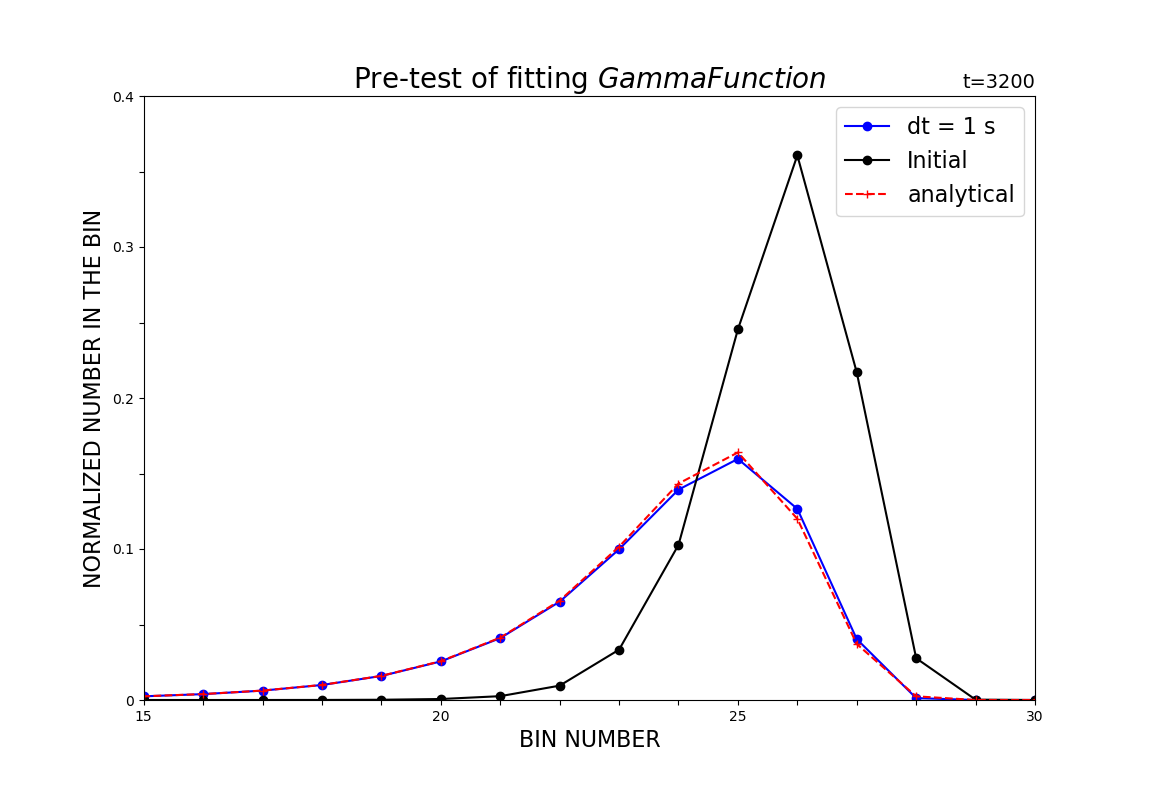 Pre-test of fitting GammaFunction
t=3200
dt = 1 s
Initial
analytical
NORMALIZED NUMBER IN THE BIN
0.4
0.3
0.2
0.1
0
15
20
25
30
BIN NUMBER